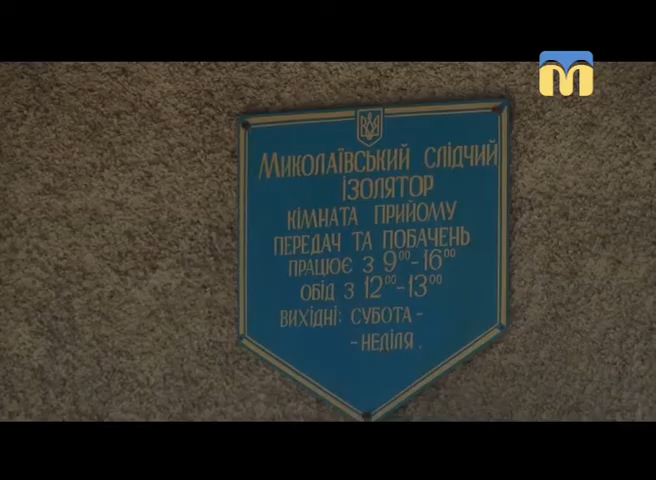 М
Миколаївський слідчий
ізолятор
кімната прийому
передач та побачень
працює з 9⁰⁰-16⁰⁰
обід з 12⁰⁰-13⁰⁰
вихідні: субота -
- неділя.